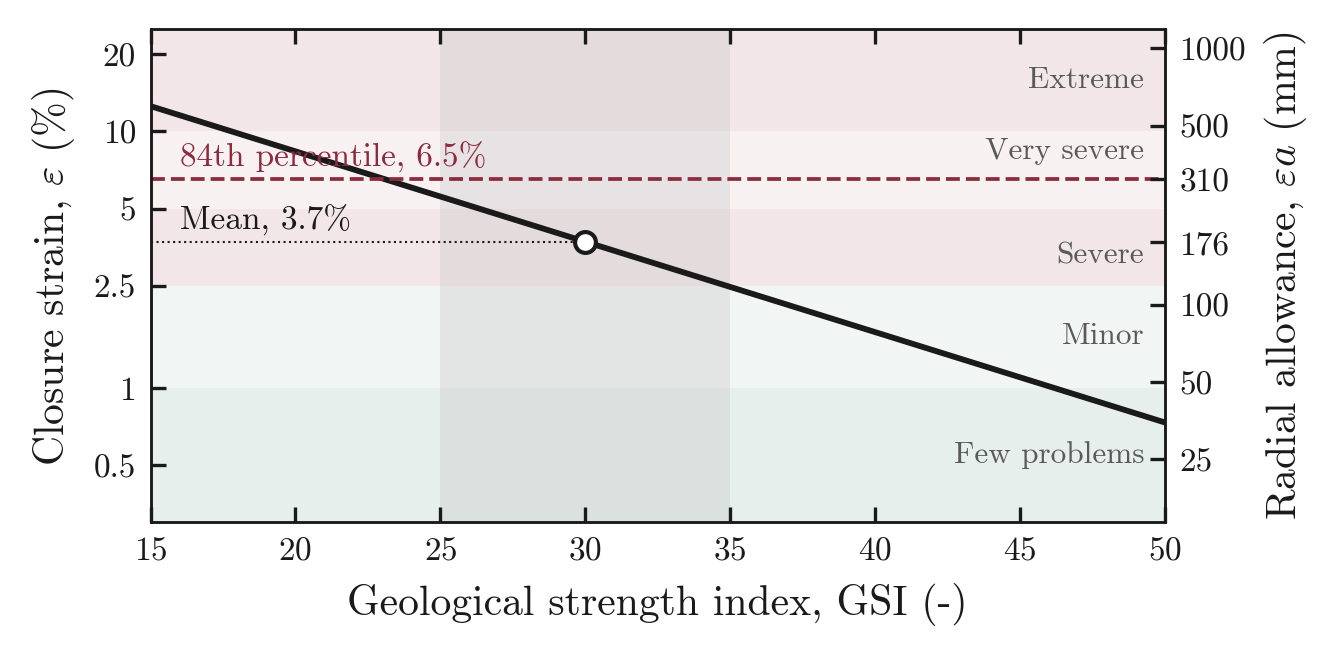 20
10
5
2.5
1
0.5
Closure strain, ε (%)
84th percentile, 6.5%
Mean, 3.7%
Extreme
Very severe
Severe
Minor
Few problems
1000
500
310
176
100
50
25
Radial allowance, εa (mm)
15 20 25 30 35 40 45 50
Geological strength index, GSI (-)